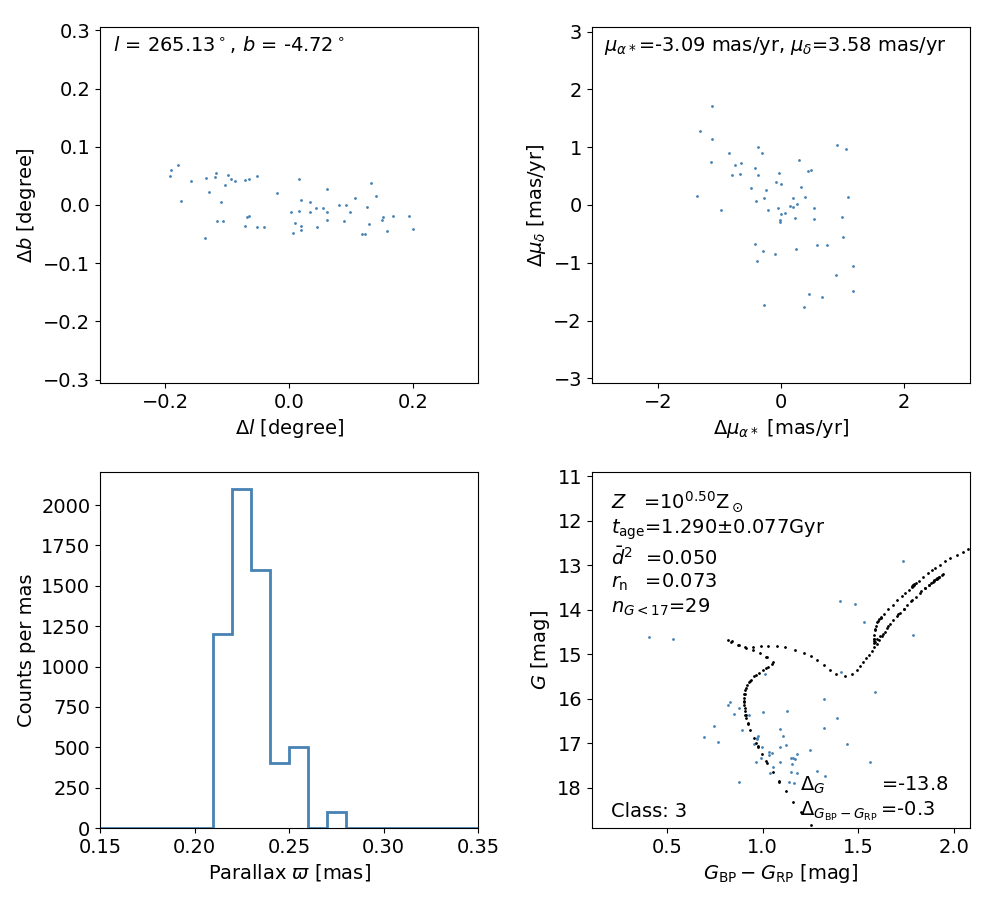 l = 265.13°, b = -4.72°
0.3
0.2
0.1
0.0
−0.1
−0.2
−0.3
Δb [degree]
−0.2 0.0 0.2
Δl [degree]
μα*=-3.09 mas/yr, μδ=3.58 mas/yr
3
2
1
0
−1
−2
−3
Δμδ [mas/yr]
−2 0 2
Δμα* [mas/yr]
2000
1750
1500
1250
1000
750
500
250
0
Counts per mas
0.15 0.20 0.25 0.30 0.35
Parallax ϖ [mas]
11
12
13
14
15
16
17
18
G [mag]
Z =10^0.50 Z⊙
t_age=1.290±0.077Gyr
d̄² =0.050
r_n =0.073
n_G<17=29
Δ_G =-13.8
Δ_GBP−GRP =-0.3
Class: 3
0.5 1.0 1.5 2.0
G_BP − G_RP [mag]